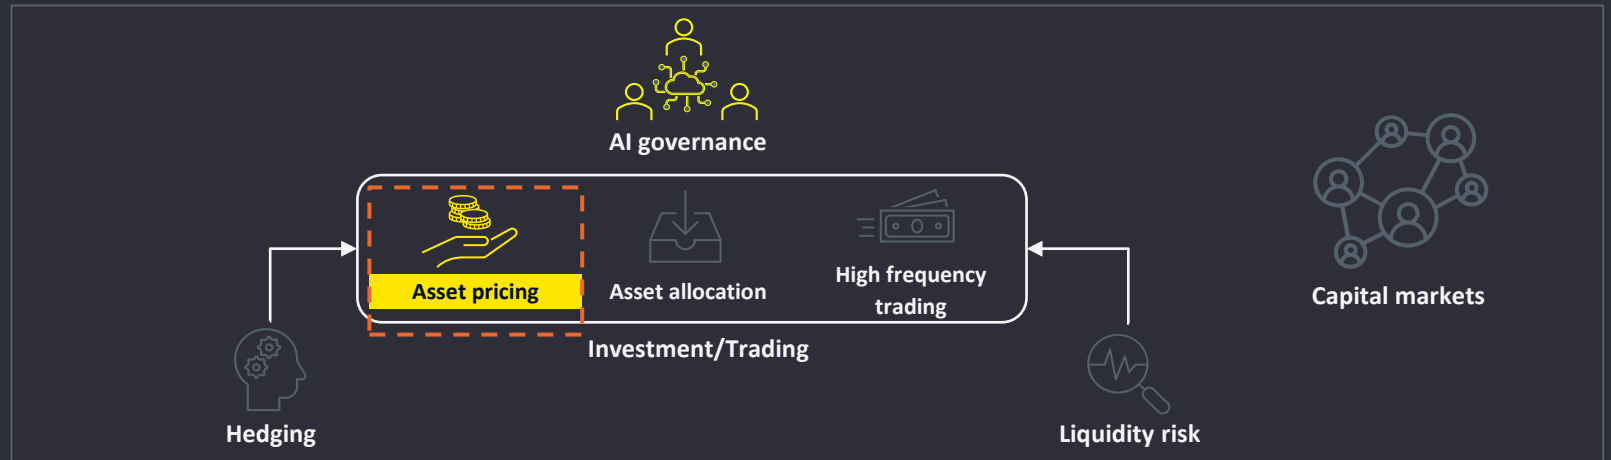 AI governance
Asset pricing
Asset allocation
High frequency
trading
Investment/Trading
Capital markets
Hedging
Liquidity risk